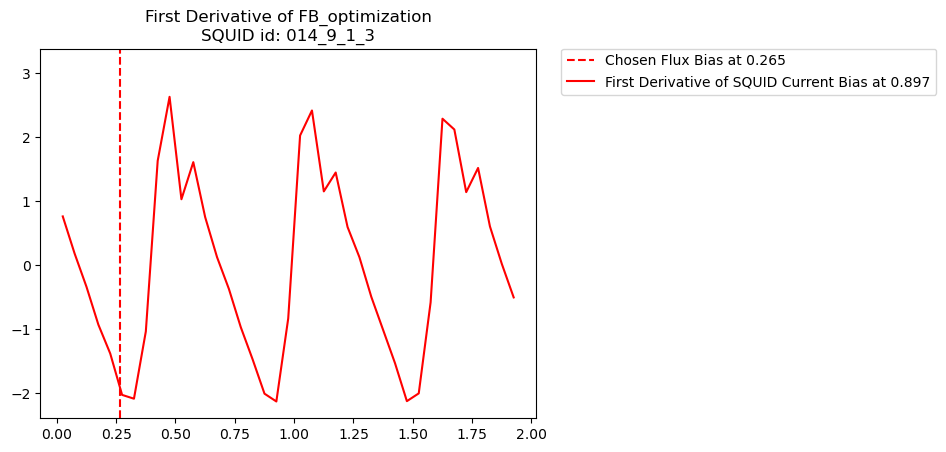 First Derivative of FB_optimization
SQUID id: 014_9_1_3
Chosen Flux Bias at 0.265
First Derivative of SQUID Current Bias at 0.897
3
2
1
0
−1
−2
0.00 0.25 0.50 0.75 1.00 1.25 1.50 1.75 2.00